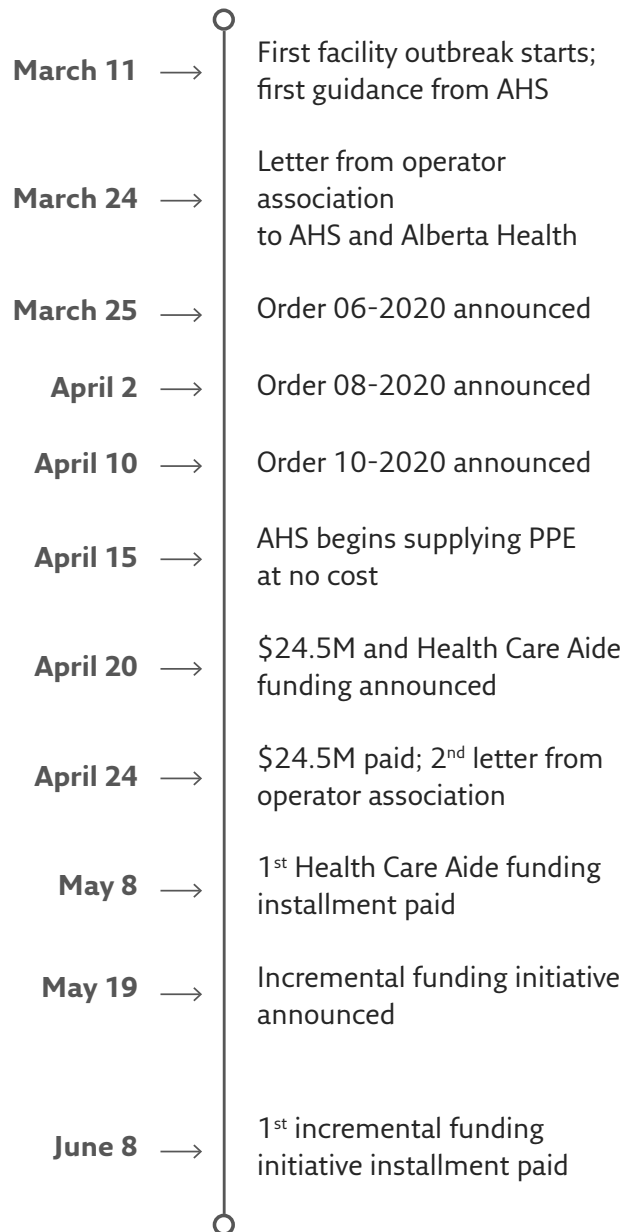 March 11 → First facility outbreak starts;
first guidance from AHS
March 24 → Letter from operator
association
to AHS and Alberta Health
March 25 → Order 06-2020 announced
April 2 → Order 08-2020 announced
April 10 → Order 10-2020 announced
April 15 → AHS begins supplying PPE
at no cost
April 20 → $24.5M and Health Care Aide
funding announced
April 24 → $24.5M paid; 2nd letter from
operator association
May 8 → 1st Health Care Aide funding
installment paid
May 19 → Incremental funding initiative
announced
June 8 → 1st incremental funding
initiative installment paid